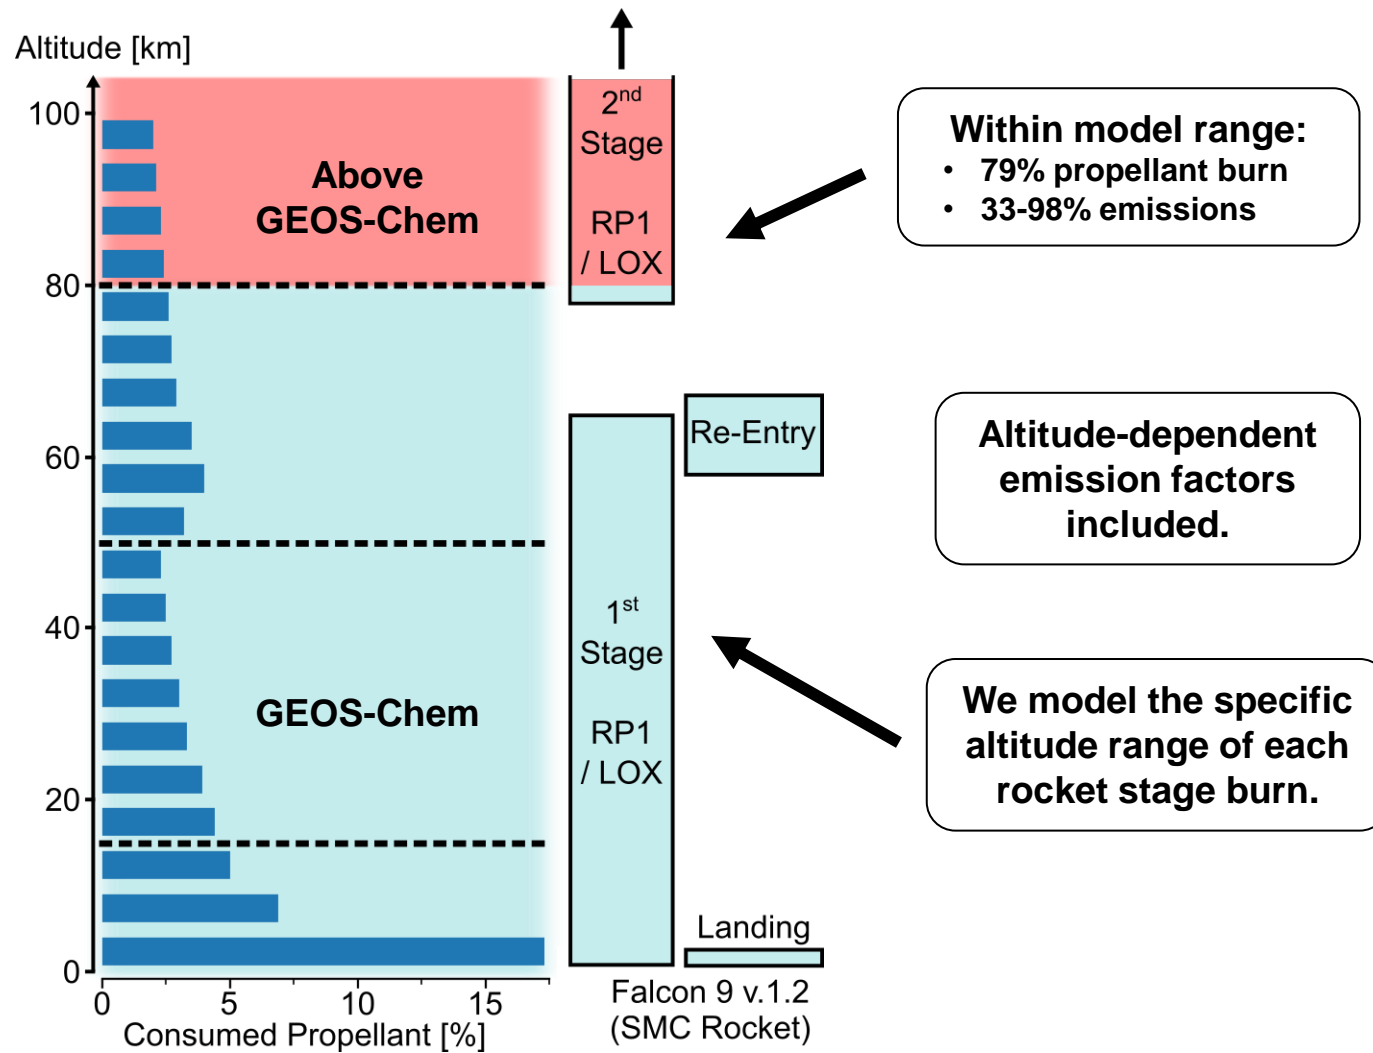 Altitude [km]
100
80
60
40
20
0
0
5
10
15
Consumed Propellant [%]
Above
GEOS-Chem
GEOS-Chem
2nd
Stage
RP1
/ LOX
1st
Stage
RP1
/ LOX
Re-Entry
Landing
Falcon 9 v.1.2
(SMC Rocket)
Within model range:
• 79% propellant burn
• 33-98% emissions
Altitude-dependent
emission factors
included.
We model the specific
altitude range of each
rocket stage burn.